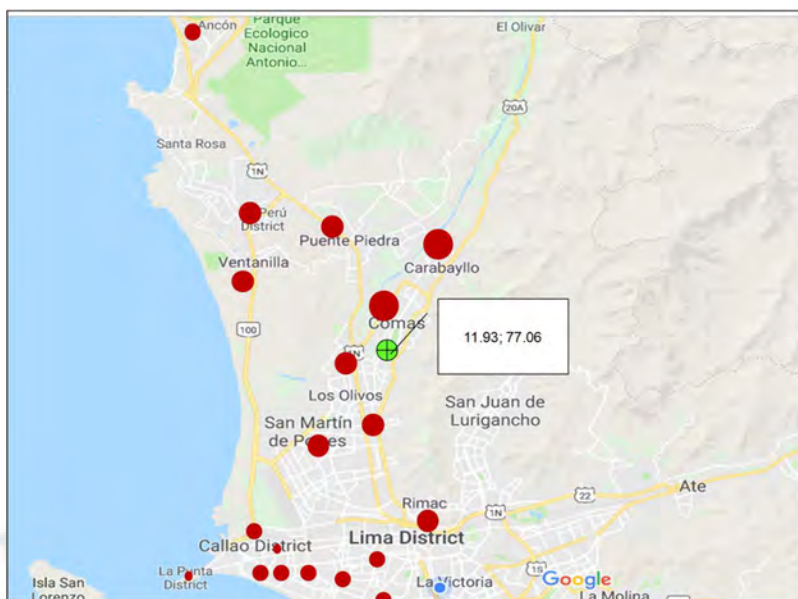 Ancón
Parque
Ecologico
Nacional
Antonio...
El Olivar
20A
Santa Rosa
1N
Perú
District
Puente Piedra
Ventanilla
Carabayllo
100
Comas
11.93; 77.06
1N
Los Olivos
San Juan de
Lurigancho
San Martín
de Porres
Rimac
22
Ate
1N
Lima District
Callao District
La Punta
District
La Victoria
1S
Google
Isla San
Lorenzo
La Molina